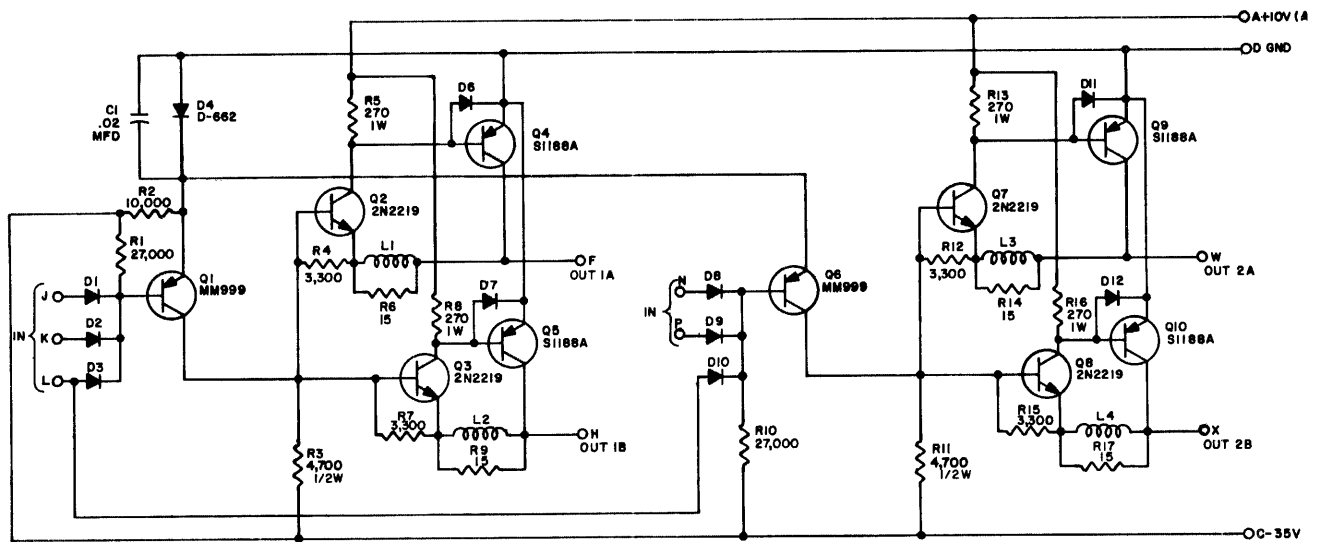 A+10V(A
D GND
C1
.02
MFD
D4
D-662
R5
270
1W
D6
Q4
S1188A
R13
270
1W
D11
Q9
S1188A
R2
10,000
R1
27,000
Q1
MM999
Q2
2N2219
R4
3,300
L1
R6
15
F
OUT 1A
Q7
2N2219
R12
3,300
L3
R14
15
W
OUT 2A
IN
J
D1
K
D2
L
D3
R8
270
1W
D7
Q5
S1188A
IN
N
D8
P
D9
D10
Q6
MM999
R16
270
1W
D12
Q10
S1188A
Q3
2N2219
R7
3,300
L2
R9
15
H
OUT 1B
Q8
2N2219
R15
3,300
L4
R17
15
X
OUT 2B
R3
4,700
1/2W
R10
27,000
R11
4,700
1/2W
C-35V